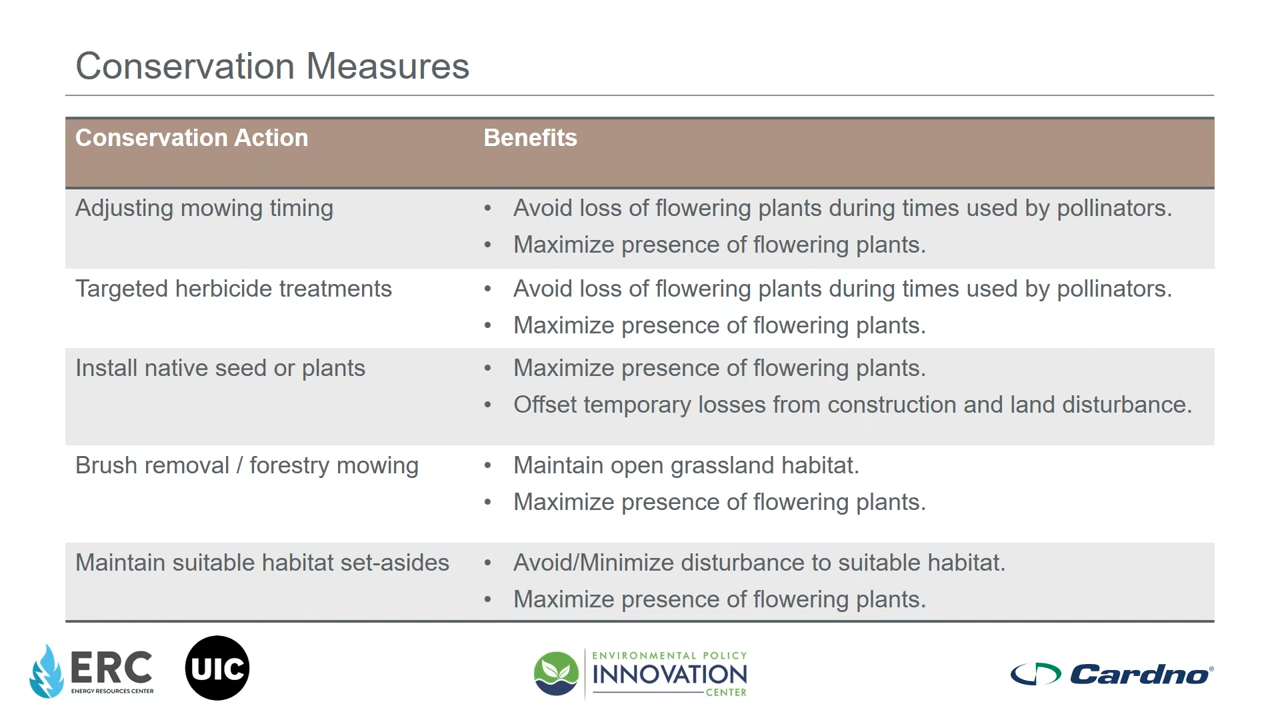 Conservation Measures
Conservation Action Benefits
Adjusting mowing timing • Avoid loss of flowering plants during times used by pollinators.
• Maximize presence of flowering plants.
Targeted herbicide treatments • Avoid loss of flowering plants during times used by pollinators.
• Maximize presence of flowering plants.
Install native seed or plants • Maximize presence of flowering plants.
• Offset temporary losses from construction and land disturbance.
Brush removal / forestry mowing • Maintain open grassland habitat.
• Maximize presence of flowering plants.
Maintain suitable habitat set-asides • Avoid/Minimize disturbance to suitable habitat.
• Maximize presence of flowering plants.
ERC
ENERGY RESOURCES CENTER
UIC
ENVIRONMENTAL POLICY
INNOVATION
CENTER
Cardno®